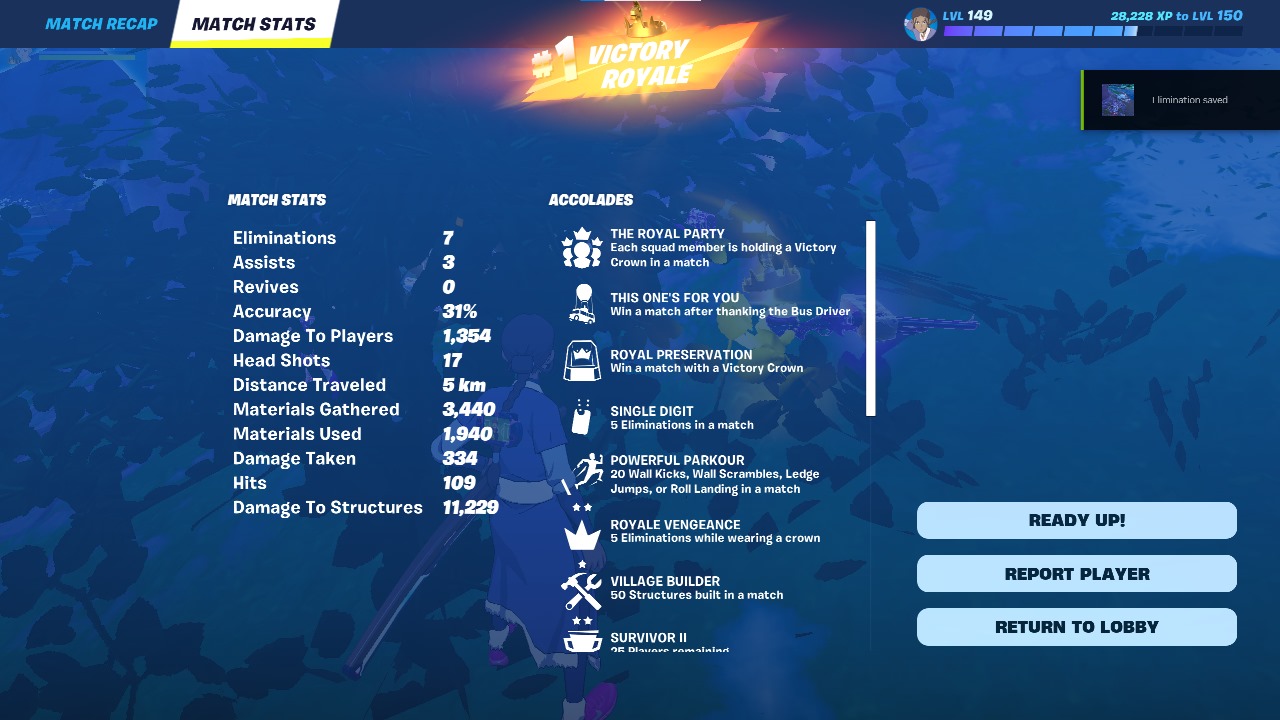 MATCH RECAP
MATCH STATS
#1 VICTORY
ROYALE
LVL 149
28,228 XP to LVL 150
Elimination saved
MATCH STATS
Eliminations 7
Assists 3
Revives 0
Accuracy 31%
Damage To Players 1,354
Head Shots 17
Distance Traveled 5 km
Materials Gathered 3,440
Materials Used 1,940
Damage Taken 334
Hits 109
Damage To Structures 11,229
ACCOLADES
THE ROYAL PARTY
Each squad member is holding a Victory
Crown in a match
THIS ONE'S FOR YOU
Win a match after thanking the Bus Driver
ROYAL PRESERVATION
Win a match with a Victory Crown
SINGLE DIGIT
5 Eliminations in a match
POWERFUL PARKOUR
20 Wall Kicks, Wall Scrambles, Ledge
Jumps, or Roll Landing in a match
ROYALE VENGEANCE
5 Eliminations while wearing a crown
VILLAGE BUILDER
50 Structures built in a match
SURVIVOR II
25 Players remaining
READY UP!
REPORT PLAYER
RETURN TO LOBBY